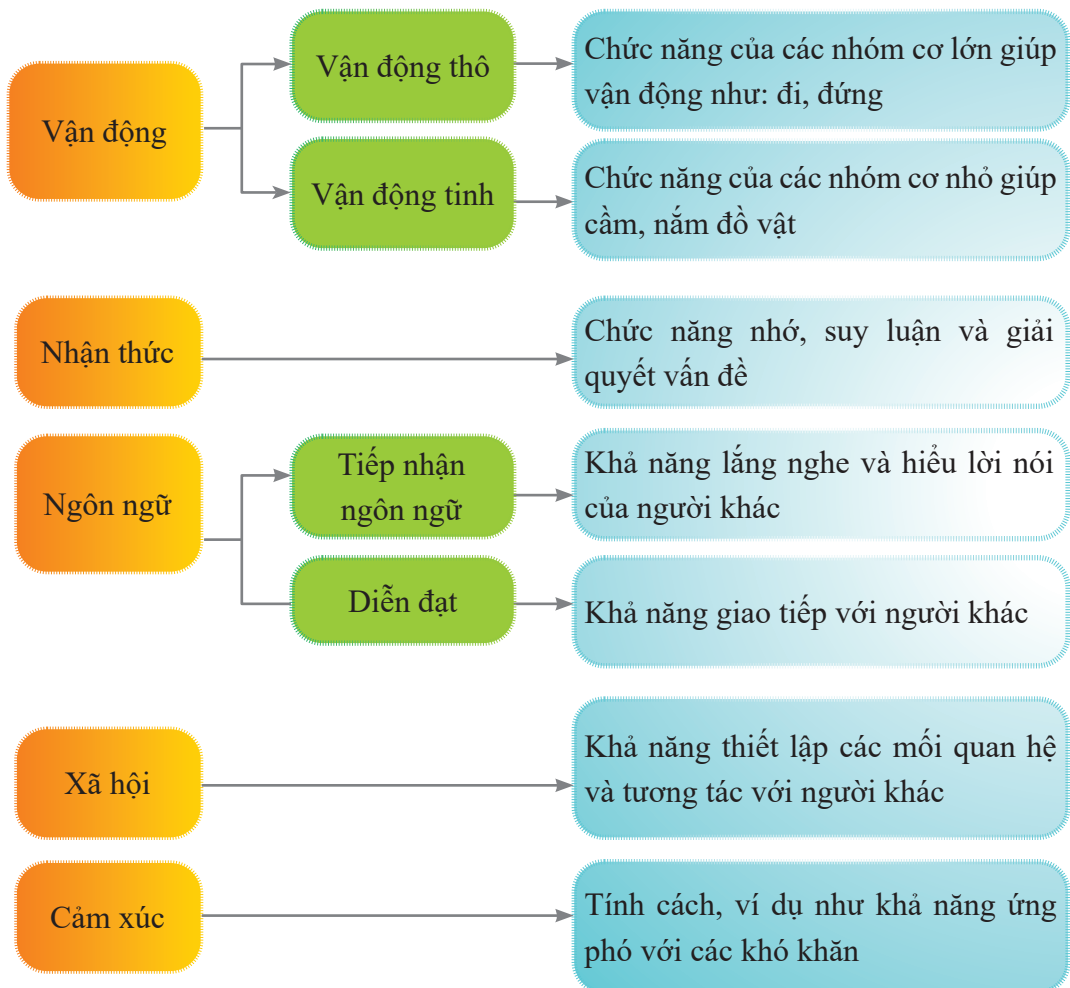 Vận động
Vận động thô
Chức năng của các nhóm cơ lớn giúp
vận động như: đi, đứng
Vận động tinh
Chức năng của các nhóm cơ nhỏ giúp
cầm, nắm đồ vật
Nhận thức
Chức năng nhớ, suy luận và giải
quyết vấn đề
Ngôn ngữ
Tiếp nhận
ngôn ngữ
Khả năng lắng nghe và hiểu lời nói
của người khác
Diễn đạt
Khả năng giao tiếp với người khác
Xã hội
Khả năng thiết lập các mối quan hệ
và tương tác với người khác
Cảm xúc
Tính cách, ví dụ như khả năng ứng
phó với các khó khăn